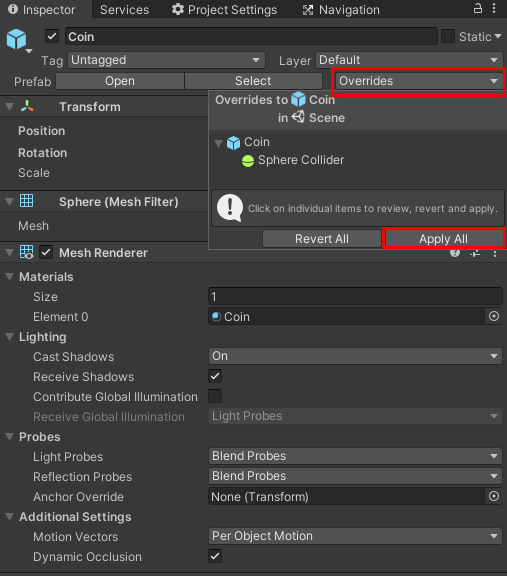 Inspector Services Project Settings Navigation
Coin Static
Tag Untagged Layer Default
Prefab Open Select Overrides
Transform Overrides to Coin
in Scene
Position
Coin
Rotation
Sphere Collider
Scale
Sphere (Mesh Filter)
Click on individual items to review, revert and apply.
Mesh
Revert All Apply All
Mesh Renderer
Materials
Size 1
Element 0 Coin
Lighting
Cast Shadows On
Receive Shadows
Contribute Global Illumination
Receive Global Illumination Light Probes
Probes
Light Probes Blend Probes
Reflection Probes Blend Probes
Anchor Override None (Transform)
Additional Settings
Motion Vectors Per Object Motion
Dynamic Occlusion